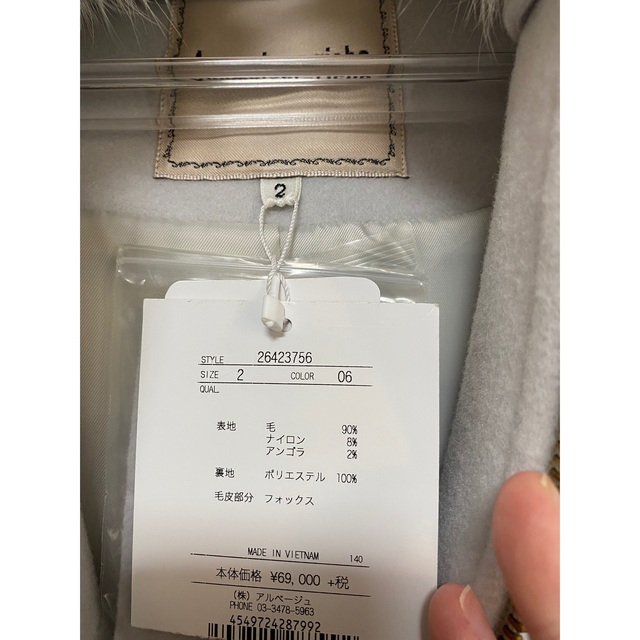 2
STYLE 26423756
SIZE 2 COLOR 06
QUAL.
表地 毛 90%
ナイロン 8%
アンゴラ 2%
裏地 ポリエステル 100%
毛皮部分 フォックス
MADE IN VIETNAM 140
本体価格 ¥69,000 +税
(株) アルページュ
PHONE 03-3478-5963
4549724287992